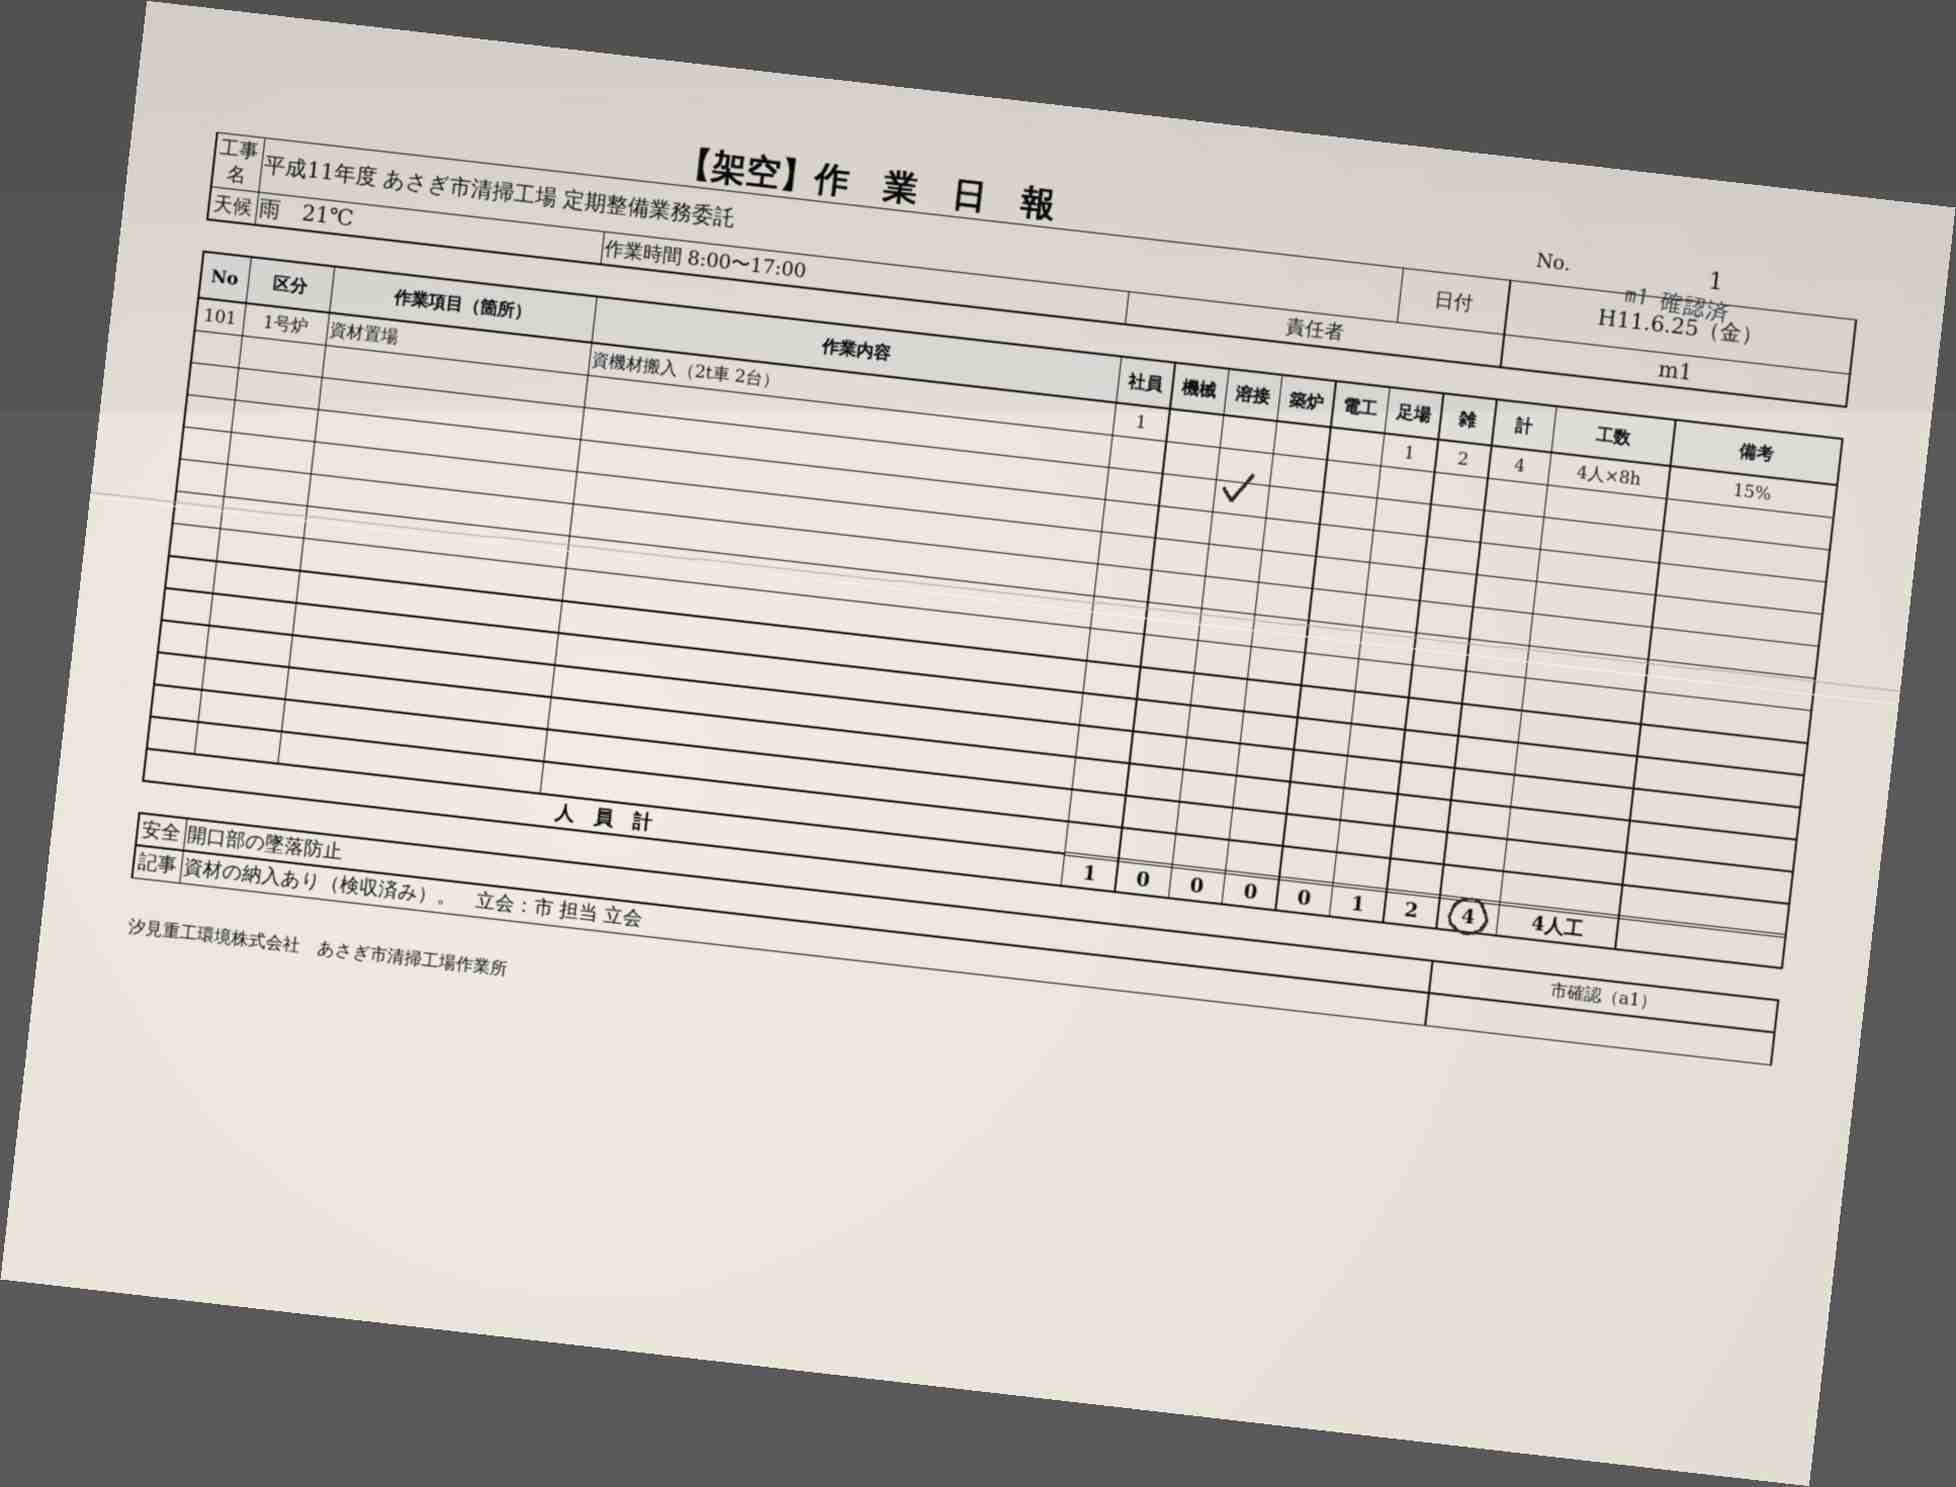 【架空】作　業　日　報
No. 1
m1 確認済
工事名 平成11年度 あさぎ市清掃工場 定期整備業務委託 日付 H11.6.25（金）
天候 雨　21℃ 作業時間 8:00〜17:00 責任者 m1
No 区分 作業項目（箇所） 作業内容 社員 機械 溶接 築炉 電工 足場 雑 計 工数 備考
101 1号炉 資材置場 資機材搬入（2t車 2台） 1 1 2 4 4人×8h 15%
人　員　計 1 0 0 0 0 1 2 4 4人工
安全 開口部の墜落防止 市確認（a1）
記事 資材の納入あり（検収済み）。　立会：市 担当 立会
汐見重工環境株式会社　あさぎ市清掃工場作業所